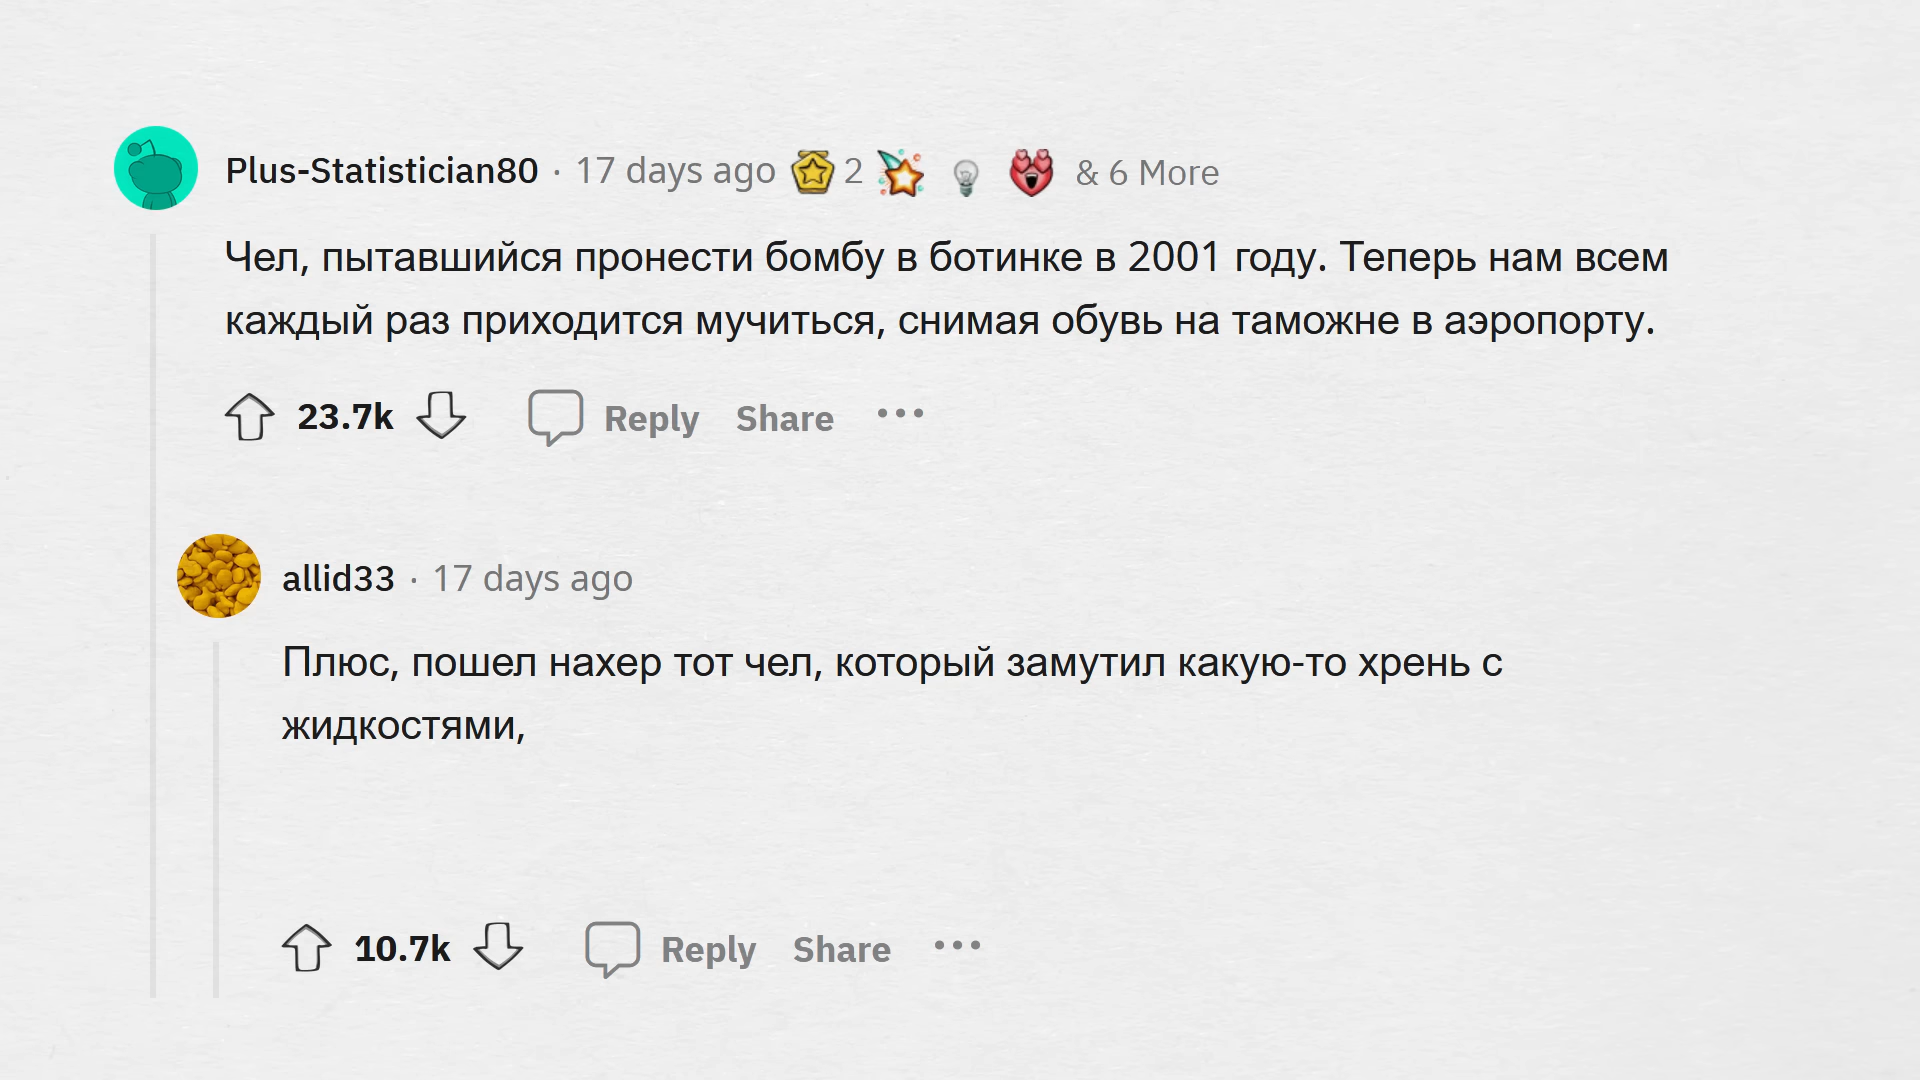 Plus-Statistician80 · 17 days ago 2 & 6 More
Чел, пытавшийся пронести бомбу в ботинке в 2001 году. Теперь нам всем
каждый раз приходится мучиться, снимая обувь на таможне в аэропорту.
23.7k Reply Share •••
allid33 · 17 days ago
Плюс, пошел нахер тот чел, который замутил какую-то хрень с
жидкостями,
10.7k Reply Share •••